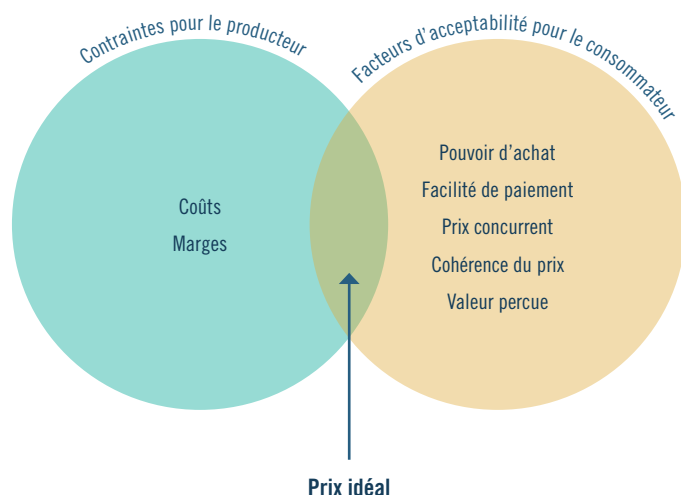 Contraintes pour le producteur
Facteurs d'acceptabilité pour le consommateur
Coûts
Marges
Pouvoir d'achat
Facilité de paiement
Prix concurrent
Cohérence du prix
Valeur percue
Prix idéal